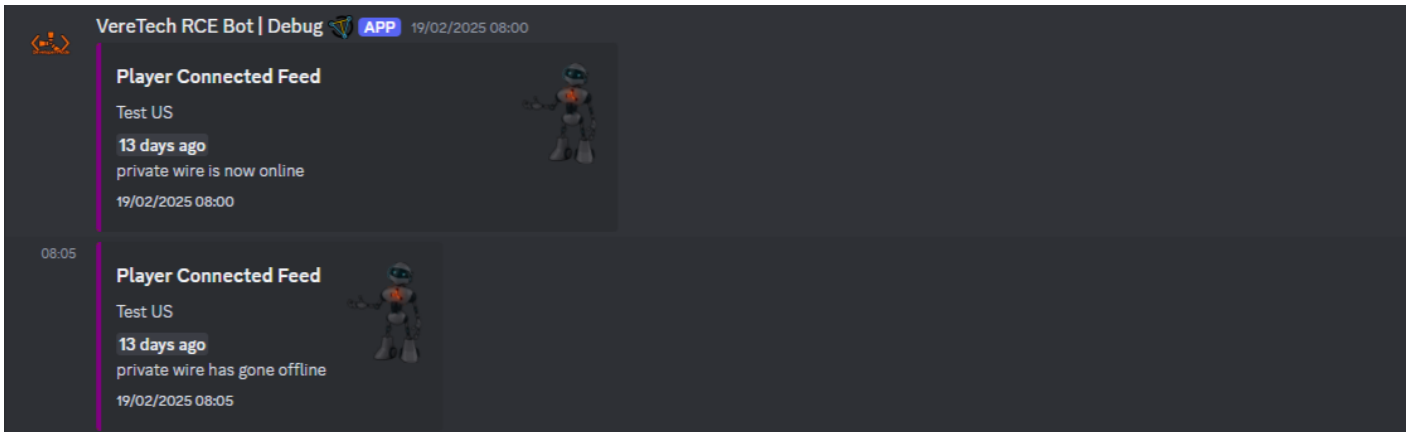 VereTech RCE Bot | Debug APP 19/02/2025 08:00
Player Connected Feed
Test US
13 days ago
private wire is now online
19/02/2025 08:00
08:05
Player Connected Feed
Test US
13 days ago
private wire has gone offline
19/02/2025 08:05